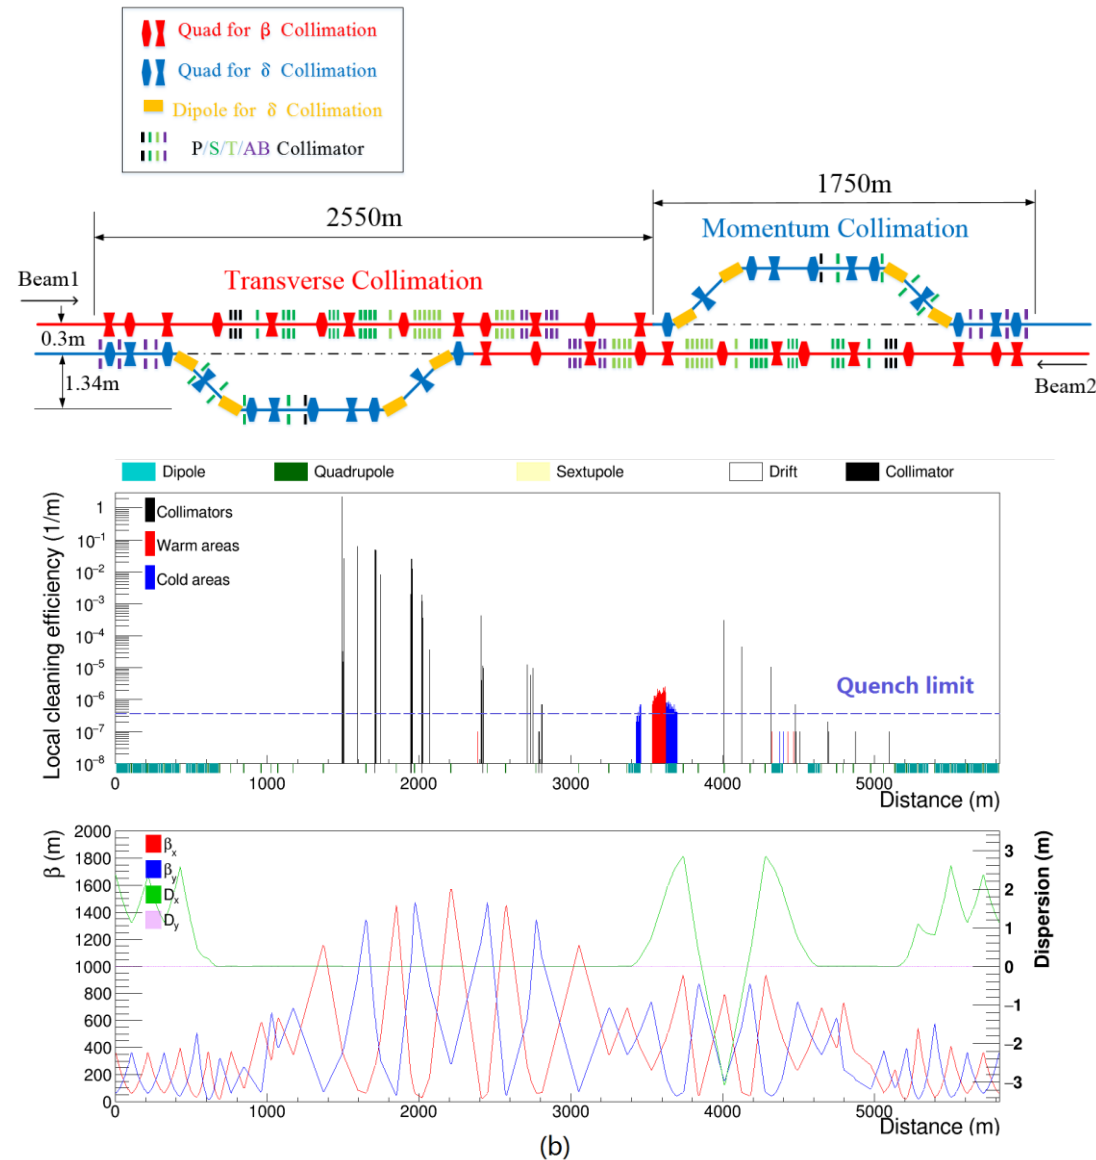 Quad for β Collimation
Quad for δ Collimation
Dipole for δ Collimation
P/S/T/AB Collimator
1750m
2550m
Momentum Collimation
Transverse Collimation
Beam1
0.3m
1.34m
Beam2
Dipole Quadrupole Sextupole Drift Collimator
Local cleaning efficiency (1/m)
1
10⁻¹
10⁻²
10⁻³
10⁻⁴
10⁻⁵
10⁻⁶
10⁻⁷
10⁻⁸
Collimators
Warm areas
Cold areas
Quench limit
0 1000 2000 3000 4000 5000
Distance (m)
β (m)
2000
1800
1600
1400
1200
1000
800
600
400
200
0
βx
βy
Dx
Dy
3
2
1
0
−1
−2
−3
Dispersion (m)
0 1000 2000 3000 4000 5000
Distance (m)
(b)